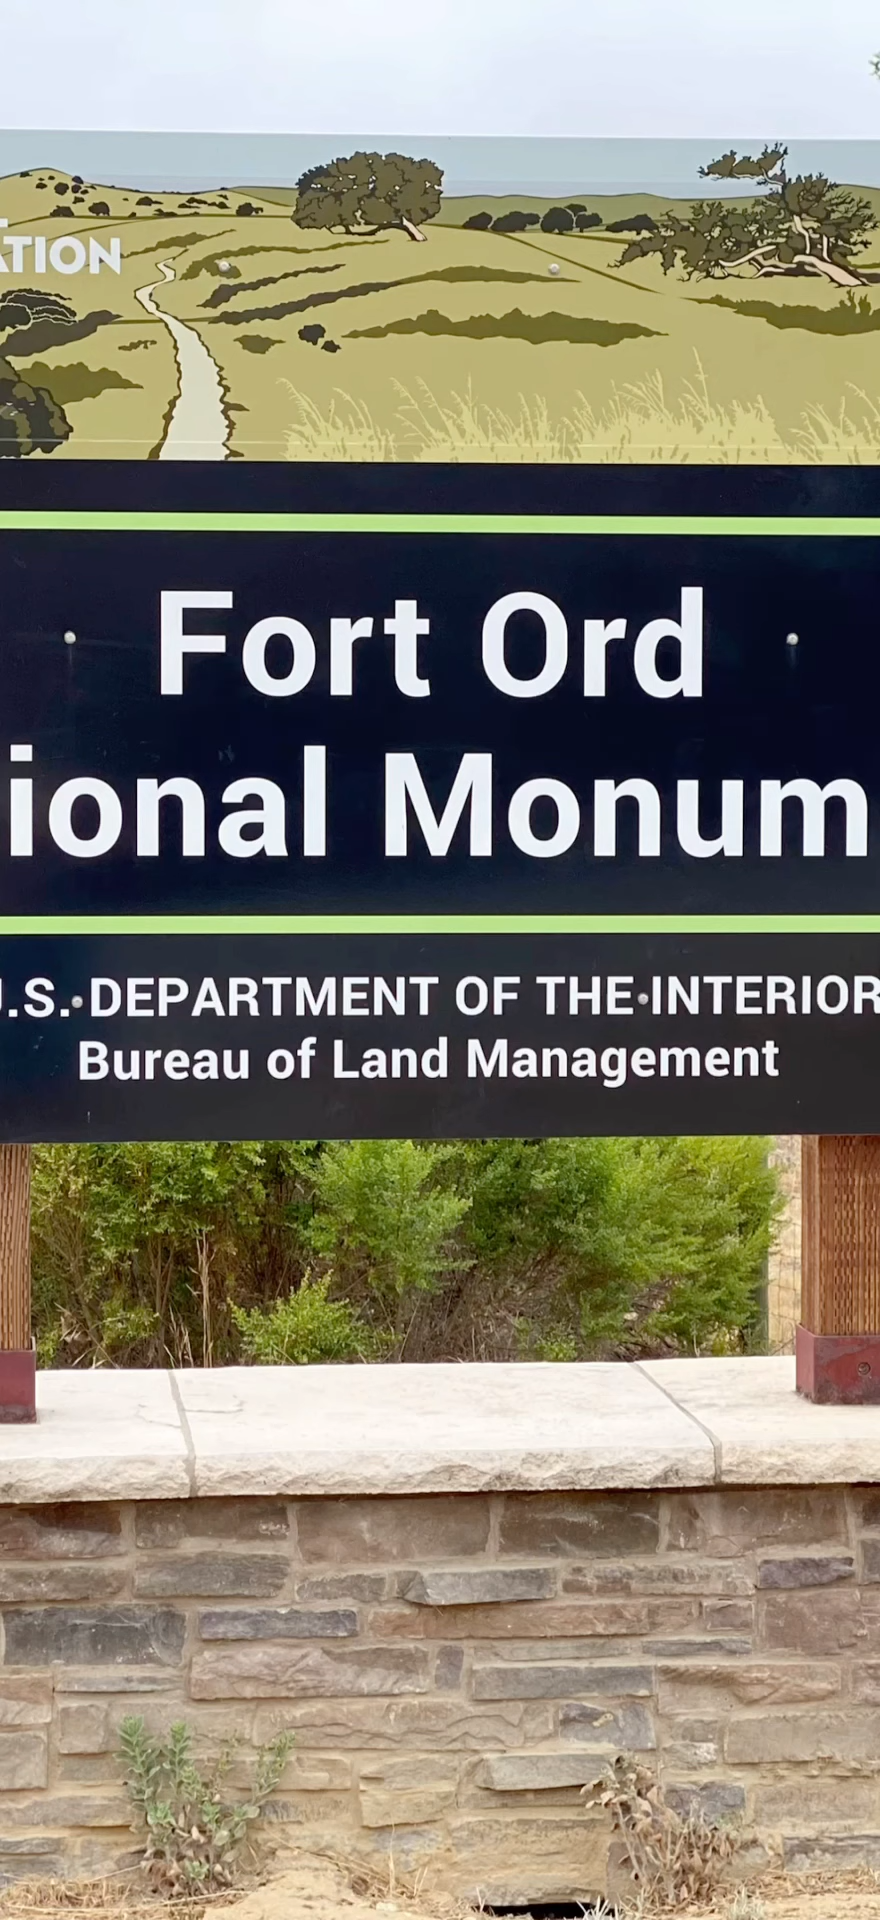 ATION
Fort Ord
ional Monum
U.S. DEPARTMENT OF THE INTERIOR
Bureau of Land Management